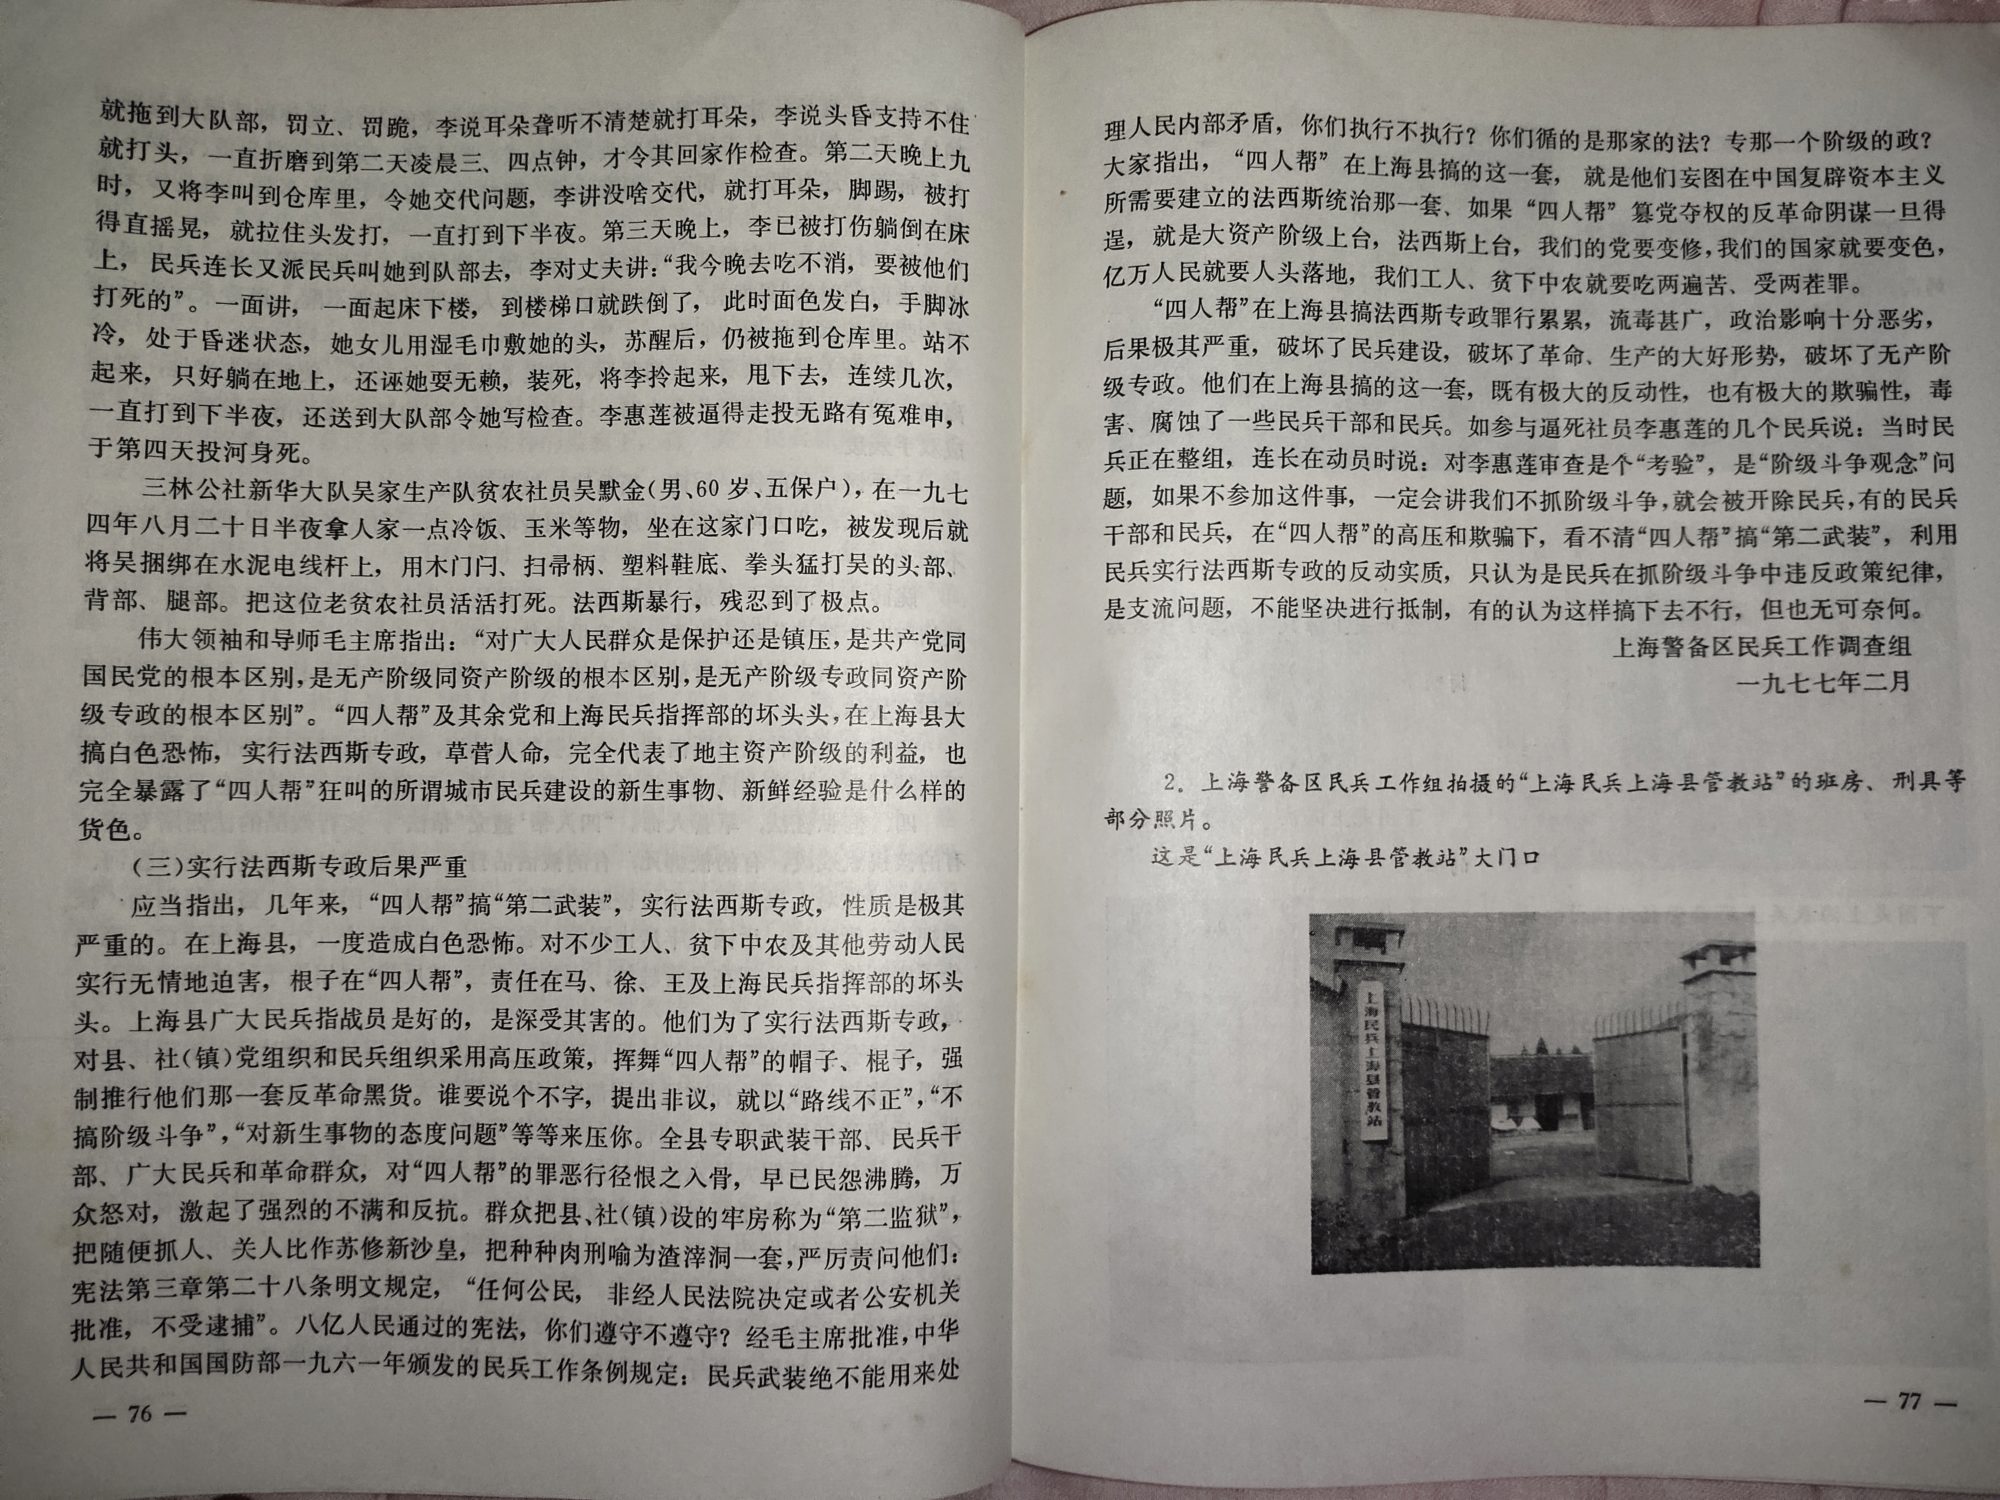 就拖到大队部，罚立、罚跪，李说耳朵聋听不清楚就打耳朵，李说头昏支持不住
就打头，一直折磨到第二天凌晨三、四点钟，才令其回家作检查。第二天晚上九
时，又将李叫到仓库里，令她交代问题，李讲没啥交代，就打耳朵，脚踢，被打
得直摇晃，就拉住头发打，一直打到下半夜。第三天晚上，李已被打伤躺倒在床
上，民兵连长又派民兵叫她到队部去，李对丈夫讲：“我今晚去吃不消，要被他们
打死的”。一面讲，一面起床下楼，到楼梯口就跌倒了，此时面色发白，手脚冰
冷，处于昏迷状态，她女儿用湿毛巾敷她的头，苏醒后，仍被拖到仓库里。站不
起来，只好躺在地上，还诬她耍无赖，装死，将李拎起来，甩下去，连续几次，
一直打到下半夜，还送到大队部令她写检查。李惠莲被逼得走投无路有冤难申，
于第四天投河身死。
三林公社新华大队吴家生产队贫农社员吴默金（男、60岁、五保户），在一九七
四年八月二十日半夜拿人家一点冷饭、玉米等物，坐在这家门口吃，被发现后就
将吴捆绑在水泥电线杆上，用木门闩、扫帚柄、塑料鞋底、拳头猛打吴的头部、
背部、腿部。把这位老贫农社员活活打死。法西斯暴行，残忍到了极点。
伟大领袖和导师毛主席指出：“对广大人民群众是保护还是镇压，是共产党同
国民党的根本区别，是无产阶级同资产阶级的根本区别，是无产阶级专政同资产阶
级专政的根本区别”。“四人帮”及其余党和上海民兵指挥部的坏头头，在上海县大
搞白色恐怖，实行法西斯专政，草菅人命，完全代表了地主资产阶级的利益，也
完全暴露了“四人帮”狂叫的所谓城市民兵建设的新生事物、新鲜经验是什么样的
货色。
（三）实行法西斯专政后果严重
应当指出，几年来，“四人帮”搞“第二武装”，实行法西斯专政，性质是极其
严重的。在上海县，一度造成白色恐怖。对不少工人、贫下中农及其他劳动人民
实行无情地迫害，根子在“四人帮”，责任在马、徐、王及上海民兵指挥部的坏头
头。上海县广大民兵指战员是好的，是深受其害的。他们为了实行法西斯专政，
对县、社（镇）党组织和民兵组织采用高压政策，挥舞“四人帮”的帽子、棍子，强
制推行他们那一套反革命黑货。谁要说个不字，提出非议，就以“路线不正”，“不
搞阶级斗争”，“对新生事物的态度问题”等等来压你。全县专职武装干部、民兵干
部、广大民兵和革命群众，对“四人帮”的罪恶行径恨之入骨，早已民怨沸腾，万
众怒对，激起了强烈的不满和反抗。群众把县、社（镇）设的牢房称为“第二监狱”，
把随便抓人、关人比作苏修新沙皇，把种种肉刑喻为渣滓洞一套，严厉责问他们：
宪法第三章第二十八条明文规定，“任何公民，非经人民法院决定或者公安机关
批准，不受逮捕”。八亿人民通过的宪法，你们遵守不遵守？经毛主席批准，中华
人民共和国国防部一九六一年颁发的民兵工作条例规定：民兵武装绝不能用来处
— 76 —
理人民内部矛盾，你们执行不执行？你们循的是那家的法？专那一个阶级的政？
大家指出，“四人帮”在上海县搞的这一套，就是他们妄图在中国复辟资本主义
所需要建立的法西斯统治那一套、如果“四人帮”篡党夺权的反革命阴谋一旦得
逞，就是大资产阶级上台，法西斯上台，我们的党要变修，我们的国家就要变色，
亿万人民就要人头落地，我们工人、贫下中农就要吃两遍苦、受两茬罪。
“四人帮”在上海县搞法西斯专政罪行累累，流毒甚广，政治影响十分恶劣，
后果极其严重，破坏了民兵建设，破坏了革命、生产的大好形势，破坏了无产阶
级专政。他们在上海县搞的这一套，既有极大的反动性，也有极大的欺骗性，毒
害、腐蚀了一些民兵干部和民兵。如参与逼死社员李惠莲的几个民兵说：当时民
兵正在整组，连长在动员时说：对李惠莲审查是个“考验”，是“阶级斗争观念”问
题，如果不参加这件事，一定会讲我们不抓阶级斗争，就会被开除民兵，有的民兵
干部和民兵，在“四人帮”的高压和欺骗下，看不清“四人帮”搞“第二武装”，利用
民兵实行法西斯专政的反动实质，只认为是民兵在抓阶级斗争中违反政策纪律，
是支流问题，不能坚决进行抵制，有的认为这样搞下去不行，但也无可奈何。
上海警备区民兵工作调查组
一九七七年二月
2．上海警备区民兵工作组拍摄的“上海民兵上海县管教站”的班房、刑具等
部分照片。
这是“上海民兵上海县管教站”大门口
上海民兵上海县管教站
— 77 —